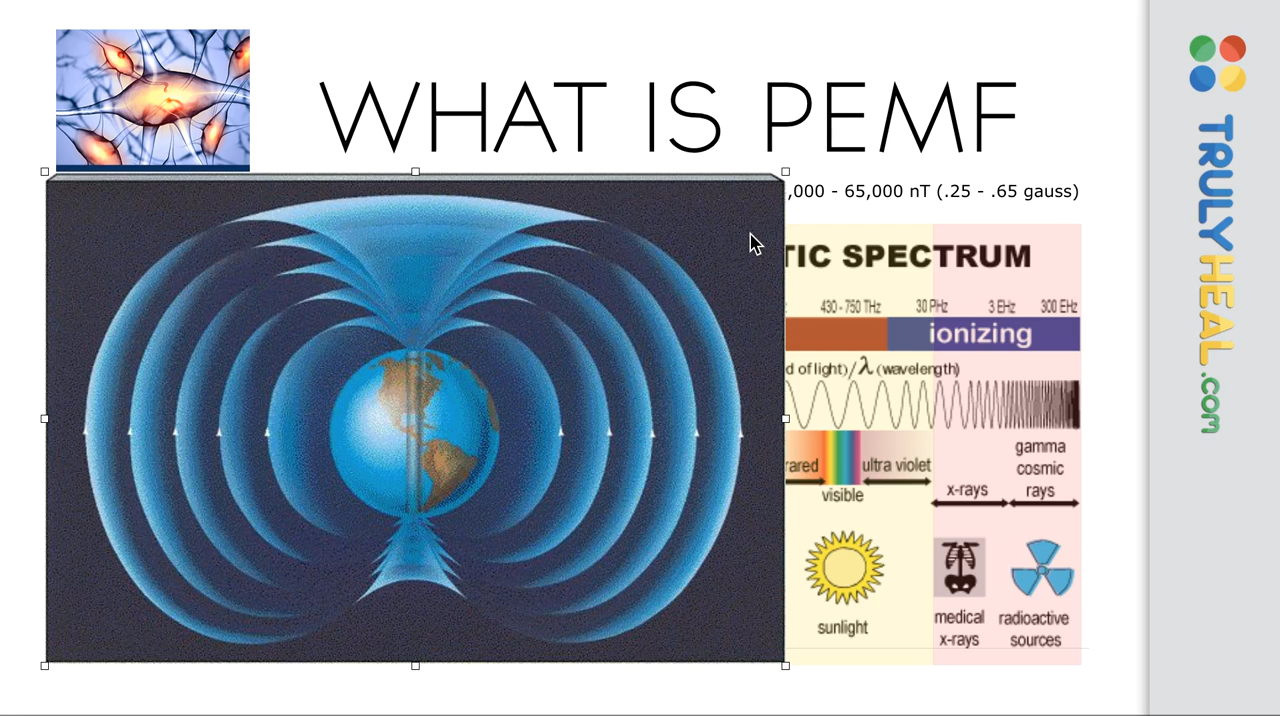 WHAT IS PEMF
,000 - 65,000 nT (.25 - .65 gauss)
TIC SPECTRUM
430 - 750 THz 30 PHz 3 EHz 300 EHz
ionizing
d of light)/λ (wavelength)
gamma
cosmic
rays
rared ultra violet
x-rays
visible
sunlight
medical
x-rays
radioactive
sources
TRULYHEAL.com